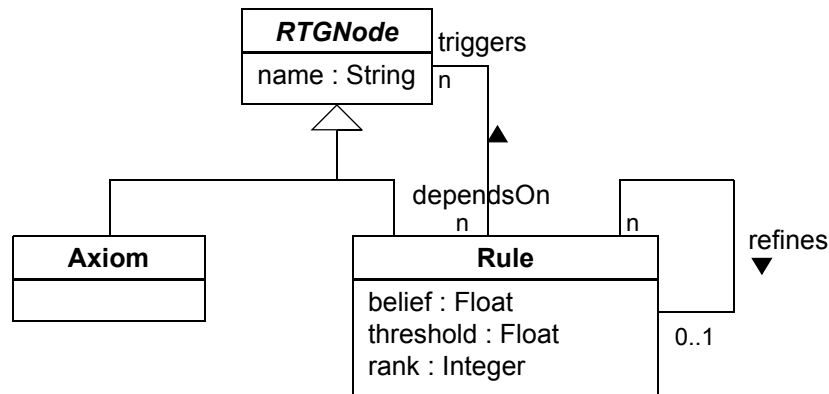 RTGNode
triggers
name : String
n
dependsOn
n
n
refines
Axiom
Rule
belief : Float
threshold : Float
rank : Integer
0..1